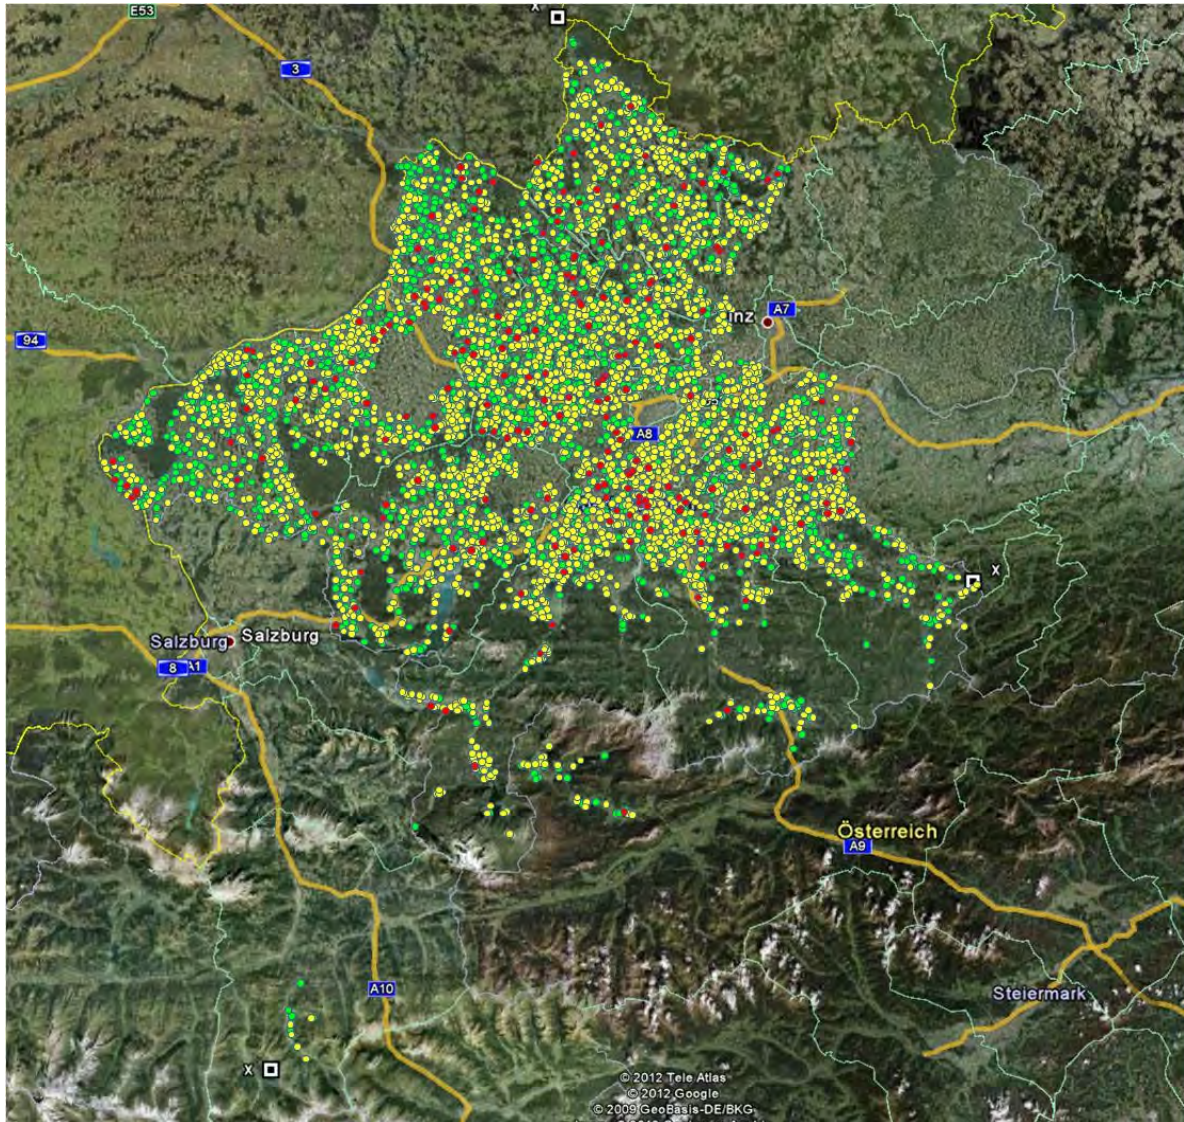 x
E53
3
inz
A7
94
A8
x
Salzburg
Salzburg
8
A1
Österreich
A9
A10
Steiermark
x
© 2012 Tele Atlas
© 2012 Google
© 2009 GeoBasis-DE/BKG